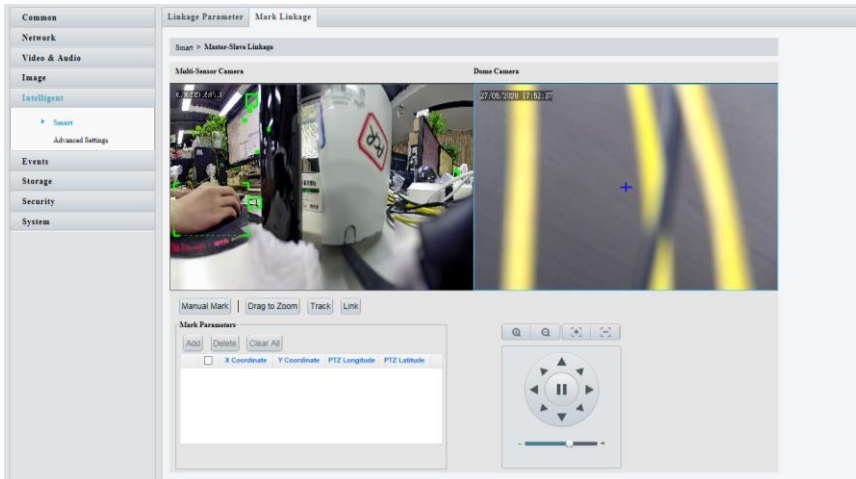 Common
Network
Video & Audio
Image
Intelligent
Smart
Advanced Settings
Events
Storage
Security
System
Linkage Parameter
Mark Linkage
Smart > Master-Slave Linkage
Multi-Sensor Camera
Dome Camera
27/05/2020 17:52:37
Manual Mark
Drag to Zoom
Track
Link
Mark Parameters
Add
Delete
Clear All
X Coordinate
Y Coordinate
PTZ Longitude
PTZ Latitude
- +